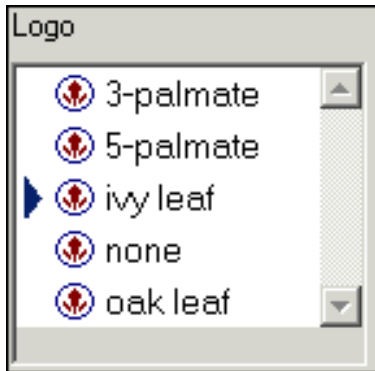 Logo
3-palmate
5-palmate
ivy leaf
none
oak leaf